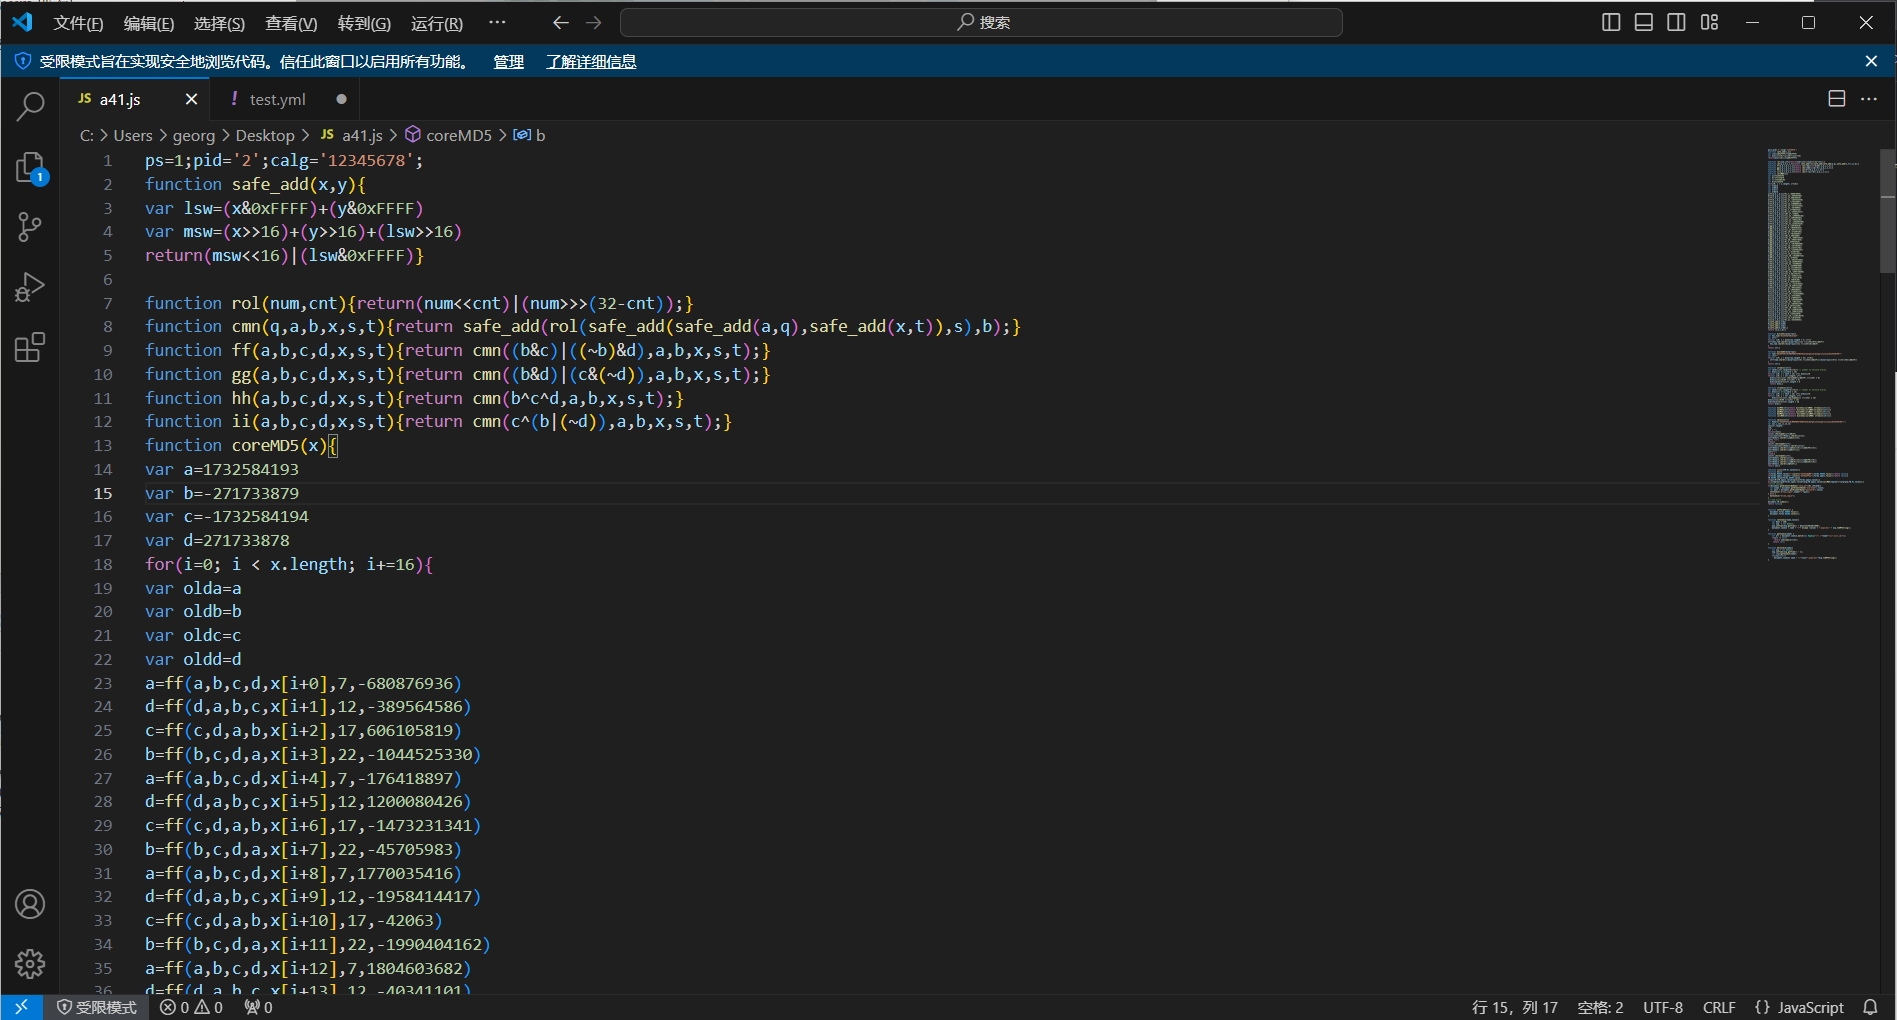 文件(F) 编辑(E) 选择(S) 查看(V) 转到(G) 运行(R) ··· 搜索
受限模式旨在实现安全地浏览代码。信任此窗口以启用所有功能。 管理 了解详细信息
JS a41.js ! test.yml
C: > Users > georg > Desktop > JS a41.js > coreMD5 > b
1 ps=1;pid='2';calg='12345678';
2 function safe_add(x,y){
3 var lsw=(x&0xFFFF)+(y&0xFFFF)
4 var msw=(x>>16)+(y>>16)+(lsw>>16)
5 return(msw<<16)|(lsw&0xFFFF)}
6
7 function rol(num,cnt){return(num<<cnt)|(num>>>(32-cnt));}
8 function cmn(q,a,b,x,s,t){return safe_add(rol(safe_add(safe_add(a,q),safe_add(x,t)),s),b);}
9 function ff(a,b,c,d,x,s,t){return cmn((b&c)|((~b)&d),a,b,x,s,t);}
10 function gg(a,b,c,d,x,s,t){return cmn((b&d)|(c&(~d)),a,b,x,s,t);}
11 function hh(a,b,c,d,x,s,t){return cmn(b^c^d,a,b,x,s,t);}
12 function ii(a,b,c,d,x,s,t){return cmn(c^(b|(~d)),a,b,x,s,t);}
13 function coreMD5(x){
14 var a=1732584193
15 var b=-271733879
16 var c=-1732584194
17 var d=271733878
18 for(i=0; i < x.length; i+=16){
19 var olda=a
20 var oldb=b
21 var oldc=c
22 var oldd=d
23 a=ff(a,b,c,d,x[i+0],7,-680876936)
24 d=ff(d,a,b,c,x[i+1],12,-389564586)
25 c=ff(c,d,a,b,x[i+2],17,606105819)
26 b=ff(b,c,d,a,x[i+3],22,-1044525330)
27 a=ff(a,b,c,d,x[i+4],7,-176418897)
28 d=ff(d,a,b,c,x[i+5],12,1200080426)
29 c=ff(c,d,a,b,x[i+6],17,-1473231341)
30 b=ff(b,c,d,a,x[i+7],22,-45705983)
31 a=ff(a,b,c,d,x[i+8],7,1770035416)
32 d=ff(d,a,b,c,x[i+9],12,-1958414417)
33 c=ff(c,d,a,b,x[i+10],17,-42063)
34 b=ff(b,c,d,a,x[i+11],22,-1990404162)
35 a=ff(a,b,c,d,x[i+12],7,1804603682)
36 d=ff(d,a,b,c,x[i+13],12,-40341101)
受限模式 0 0 0 行 15, 列 17 空格: 2 UTF-8 CRLF {} JavaScript